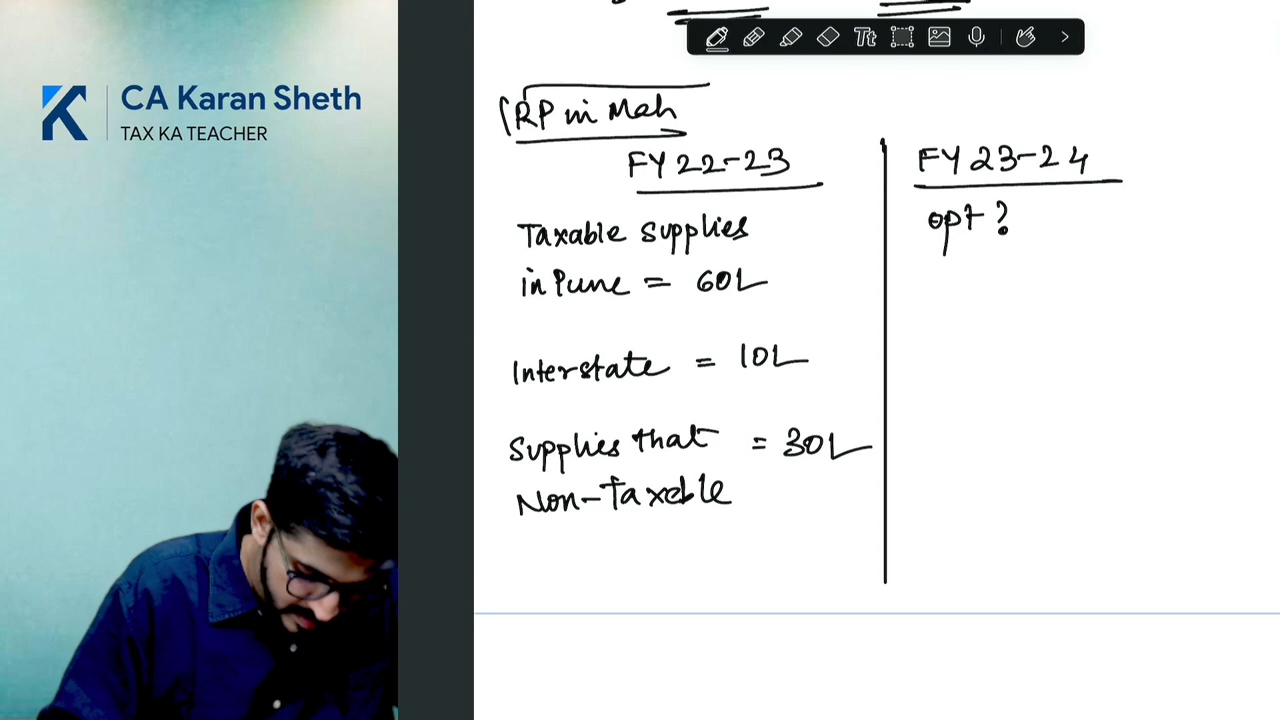 CA Karan Sheth
TAX KA TEACHER
Tt
RP in Mah
FY 22-23
Taxable supplies
in Pune = 60L
Interstate = 10L
Supplies that = 30L
Non-Taxable
FY 23-24
opt?